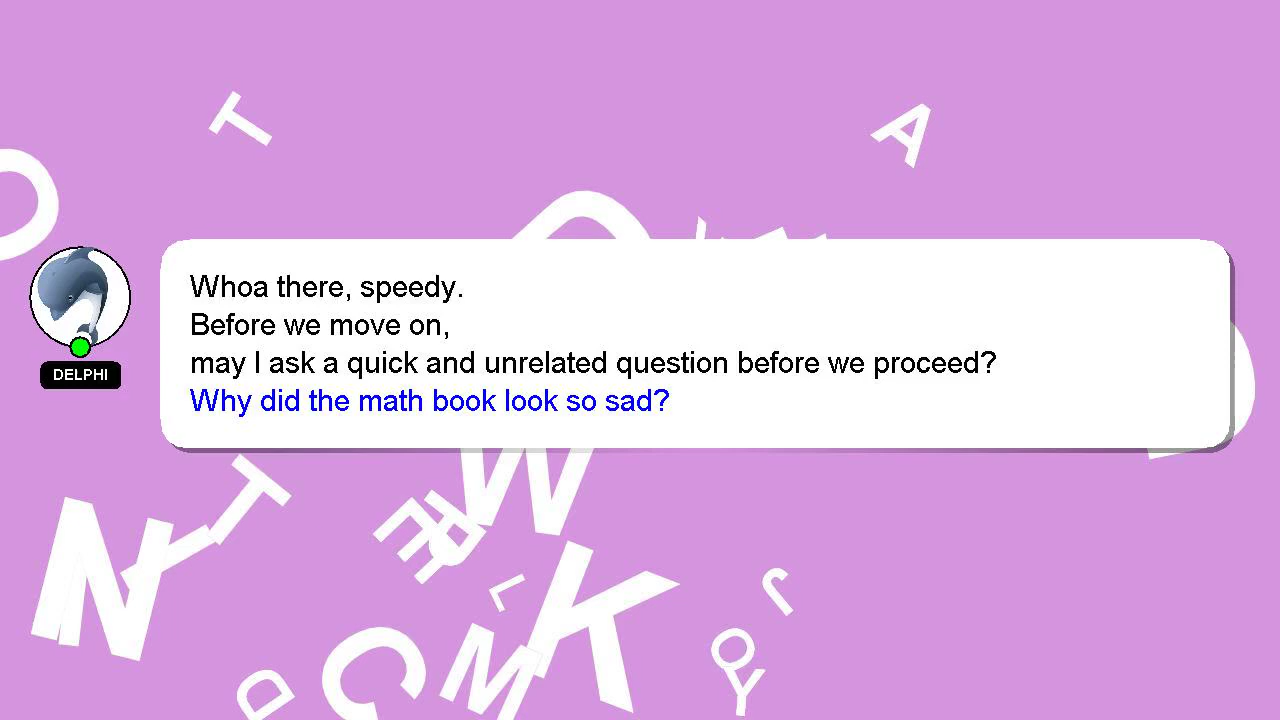 Whoa there, speedy.
Before we move on,
may I ask a quick and unrelated question before we proceed?
Why did the math book look so sad?
DELPHI
T
A
O
W
T
N
Y
E
R
L
K
J
C
M
D
O
Y